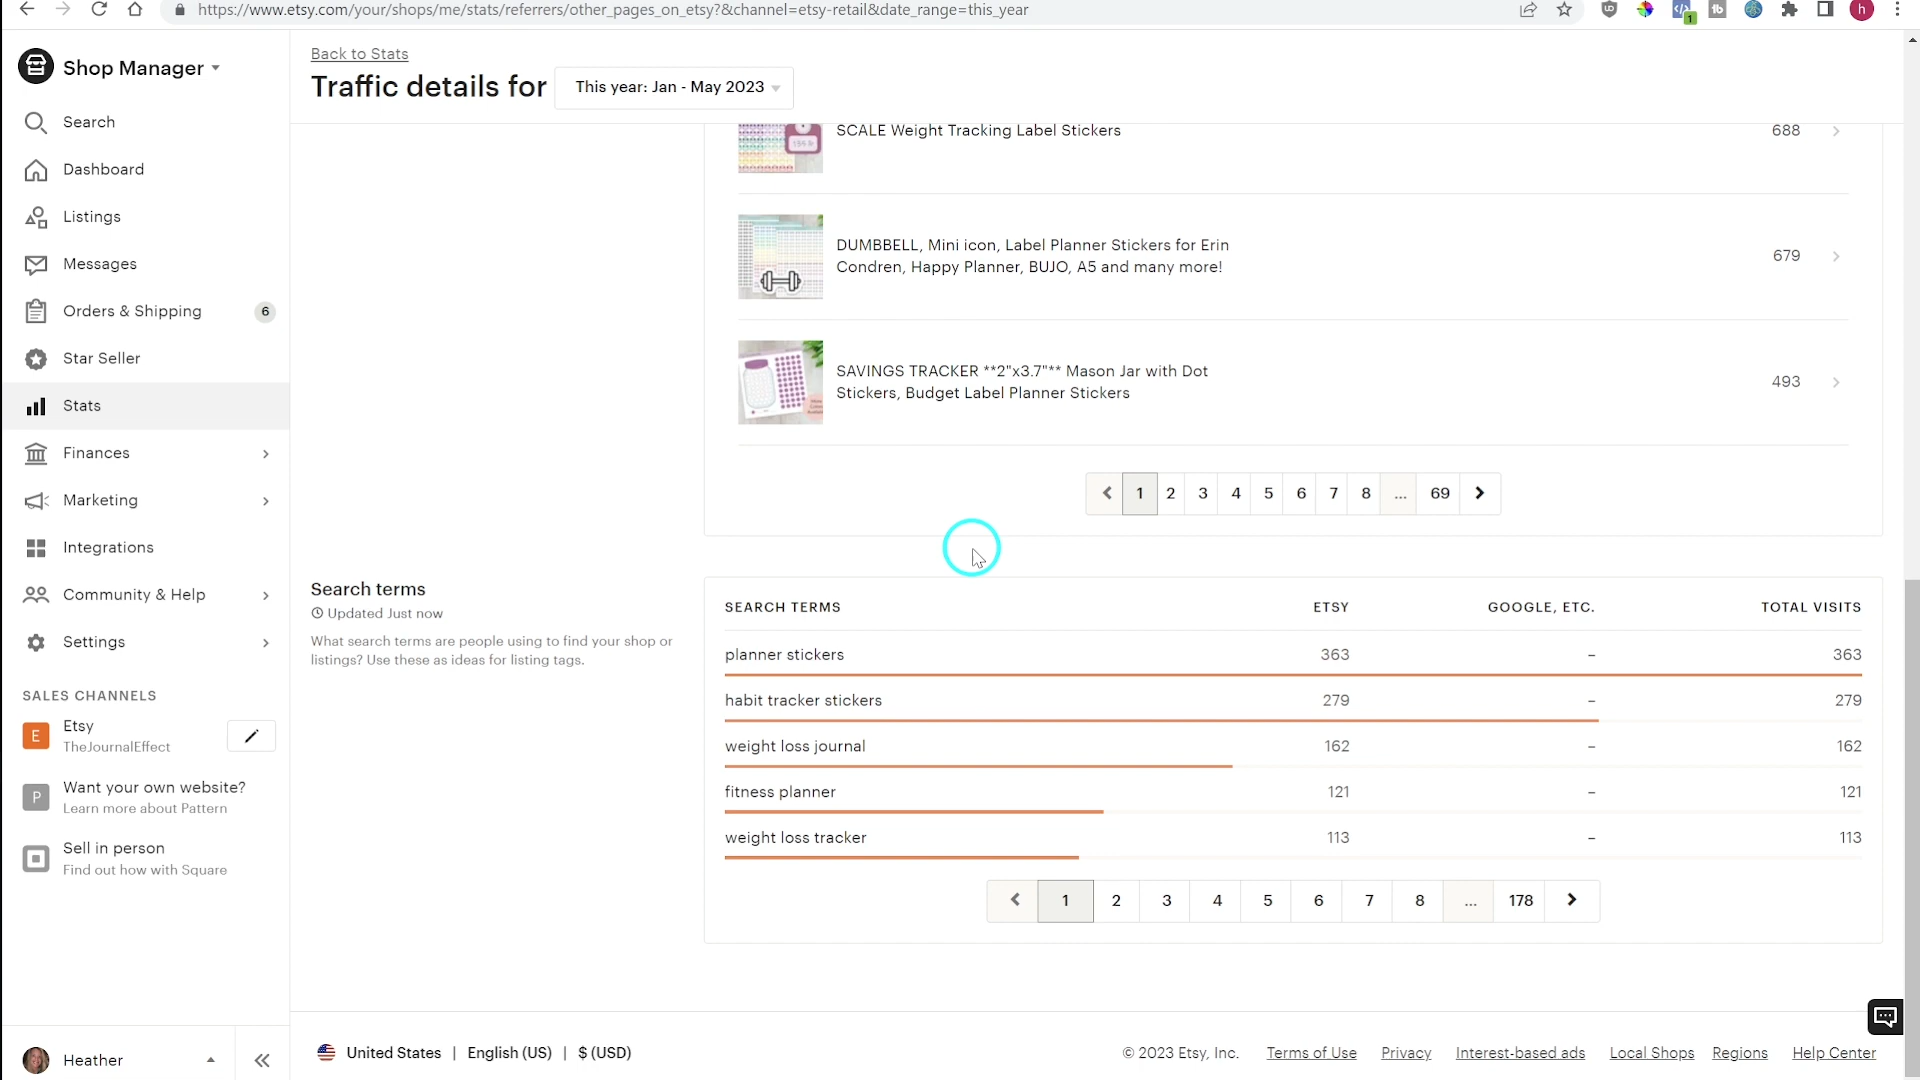 https://www.etsy.com/your/shops/me/stats/referrers/other_pages_on_etsy?&channel=etsy-retail&date_range=this_year
1
h
Shop Manager
Search
Dashboard
Listings
Messages
Orders & Shipping
6
Star Seller
Stats
Finances
Marketing
Integrations
Community & Help
Settings
SALES CHANNELS
E
Etsy
TheJournalEffect
P
Want your own website?
Learn more about Pattern
Sell in person
Find out how with Square
Heather
Back to Stats
Traffic details for
This year: Jan - May 2023
SCALE Weight Tracking Label Stickers
688
DUMBBELL, Mini icon, Label Planner Stickers for Erin
Condren, Happy Planner, BUJO, A5 and many more!
679
SAVINGS TRACKER **2"x3.7"** Mason Jar with Dot
Stickers, Budget Label Planner Stickers
493
1 2 3 4 5 6 7 8 ... 69
Search terms
Updated Just now
What search terms are people using to find your shop or
listings? Use these as ideas for listing tags.
SEARCH TERMS ETSY GOOGLE, ETC. TOTAL VISITS
planner stickers 363 – 363
habit tracker stickers 279 – 279
weight loss journal 162 – 162
fitness planner 121 – 121
weight loss tracker 113 – 113
1 2 3 4 5 6 7 8 ... 178
United States | English (US) | $ (USD)
© 2023 Etsy, Inc. Terms of Use Privacy Interest-based ads Local Shops Regions Help Center